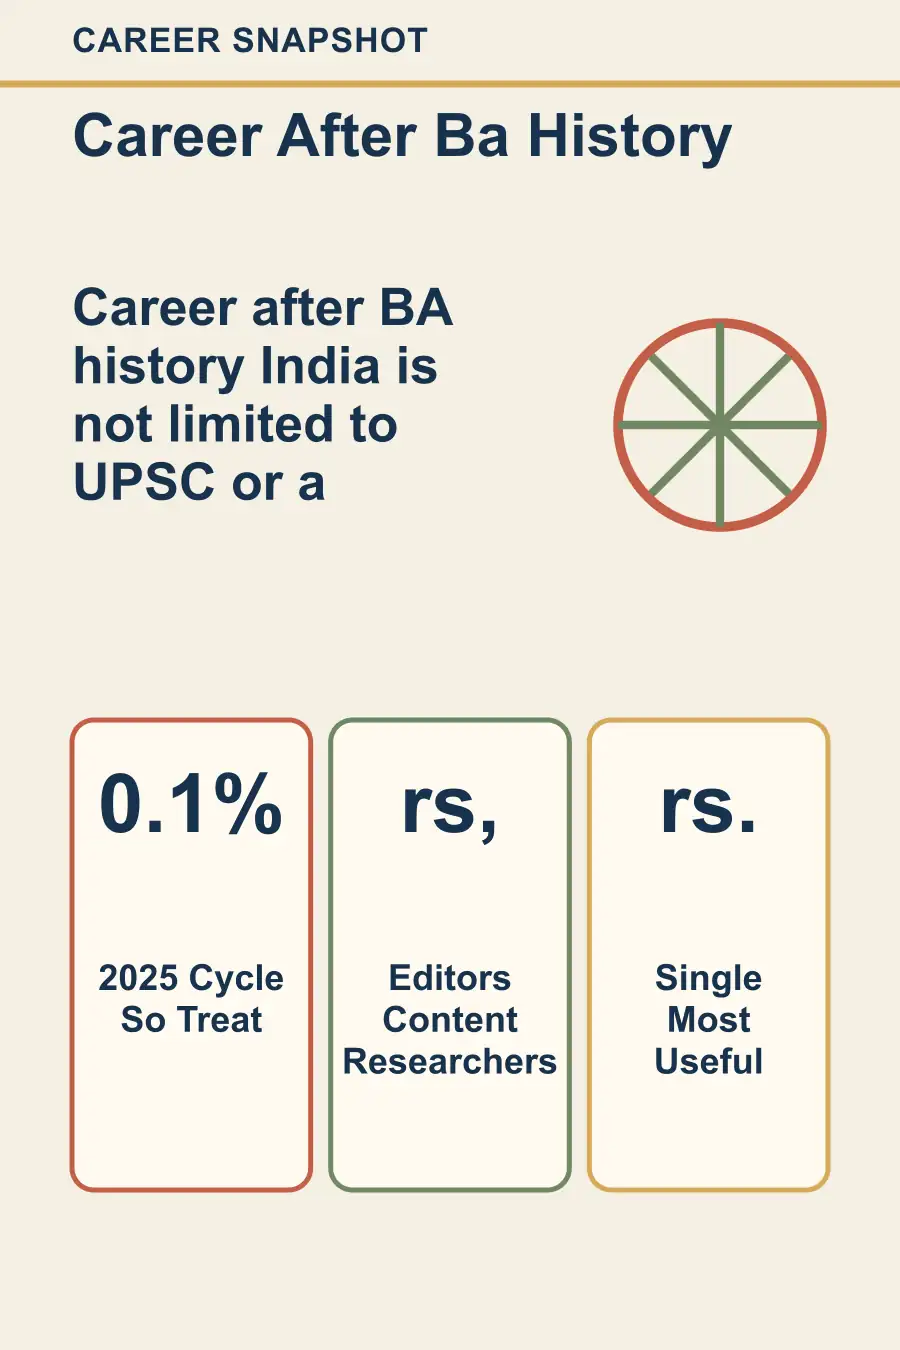 CAREER SNAPSHOT
Career After Ba History
Career after BA
history India is
not limited to
UPSC or a
0.1%
2025 Cycle
So Treat
rs,
Editors
Content
Researchers
rs.
Single
Most
Useful